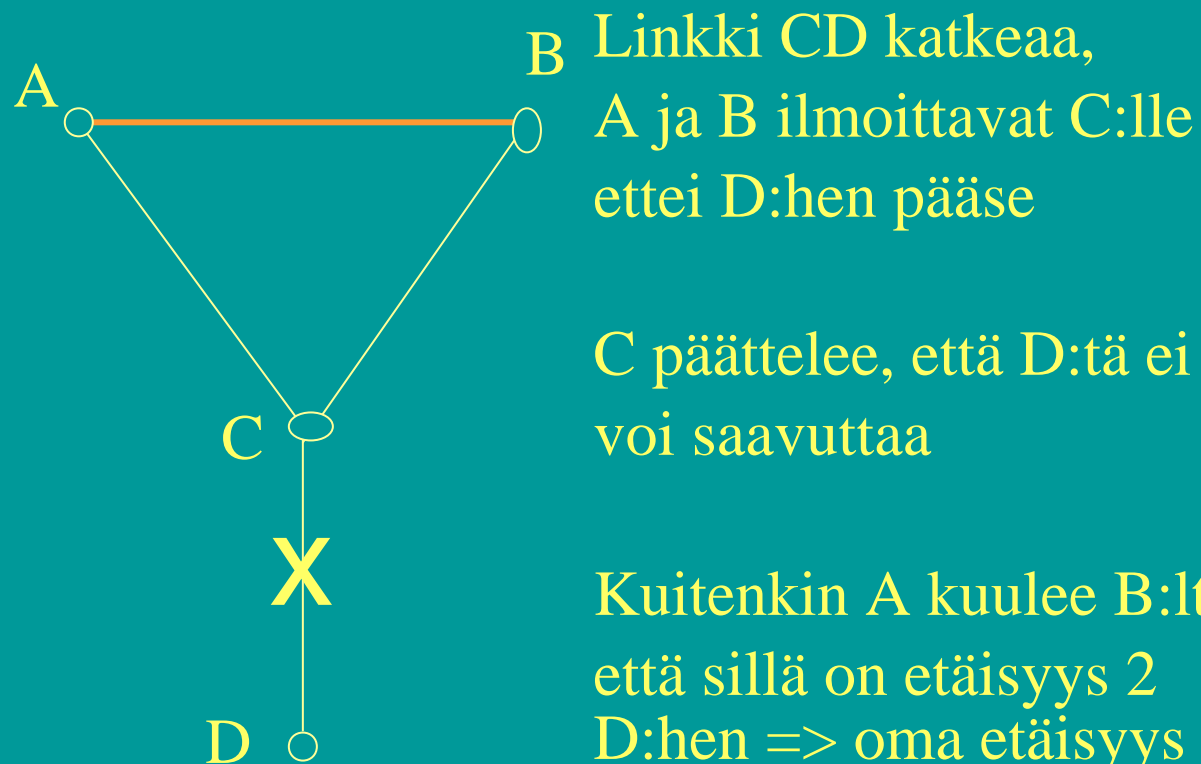 A
B
Linkki CD katkeaa,
A ja B ilmoittavat C:lle
ettei D:hen pääse
C päättelee, että D:tä ei
voi saavuttaa
C
X
Kuitenkin A kuulee
että sillä on etäisyys 2
D
D:hen => oma etäisyys